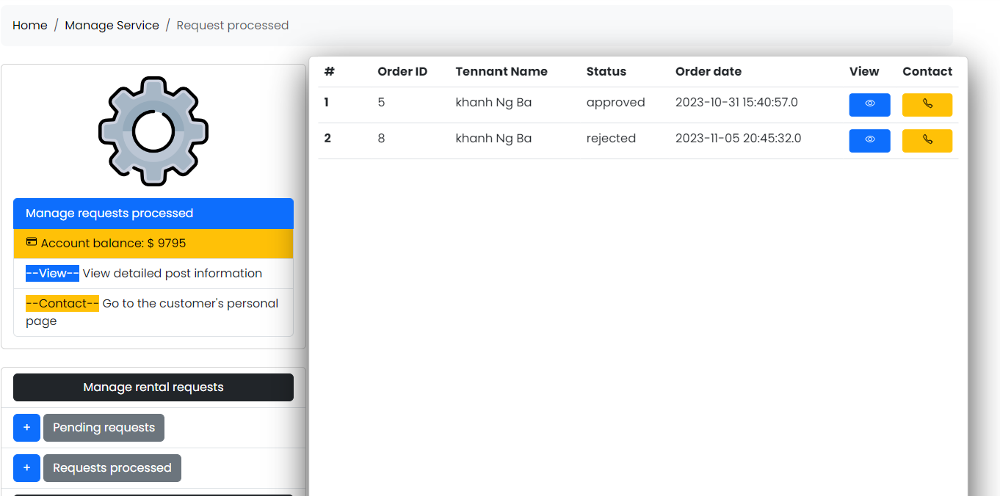 Home / Manage Service / Request processed
Manage requests processed
Account balance: $ 9795
--View-- View detailed post information
--Contact-- Go to the customer's personal
page
Manage rental requests
+ Pending requests
+ Requests processed
# Order ID Tennant Name Status Order date View Contact
1 5 khanh Ng Ba approved 2023-10-31 15:40:57.0
2 8 khanh Ng Ba rejected 2023-11-05 20:45:32.0